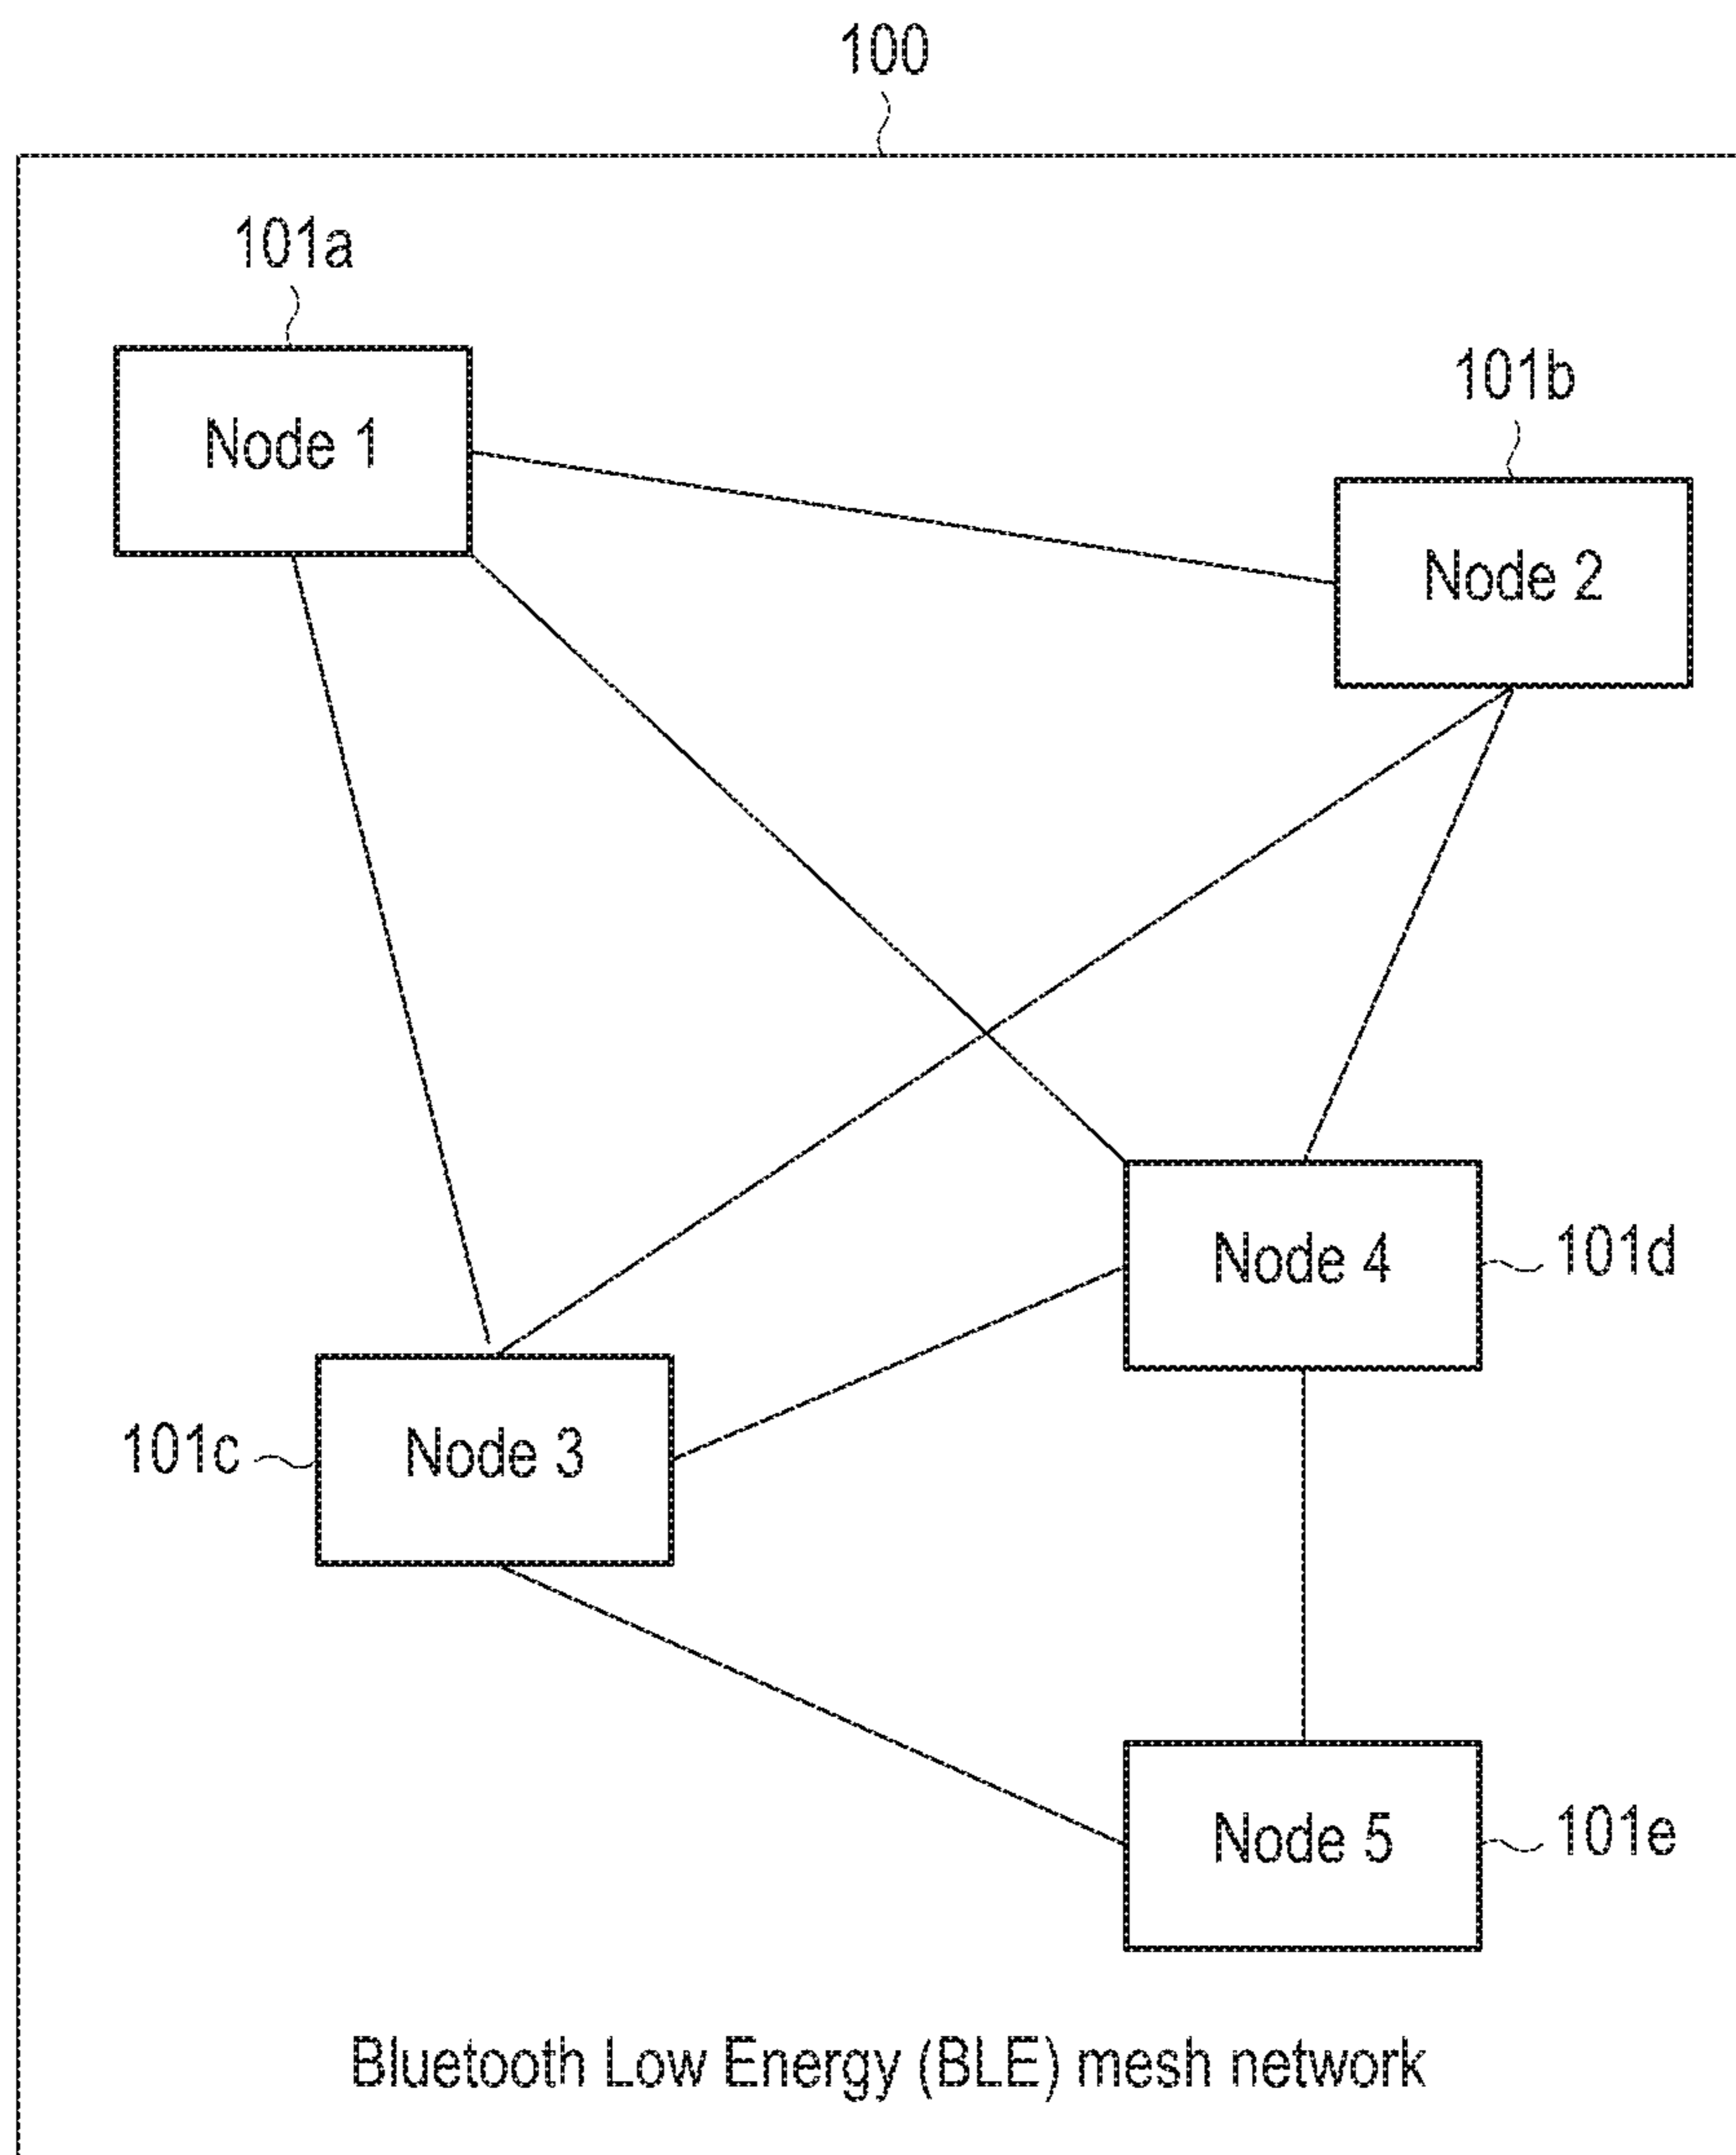 100
101a
Node 1
101b
Node 2
Node 4
101d
101c
Node 3
Node 5
101e
Bluetooth Low Energy (BLE) mesh network